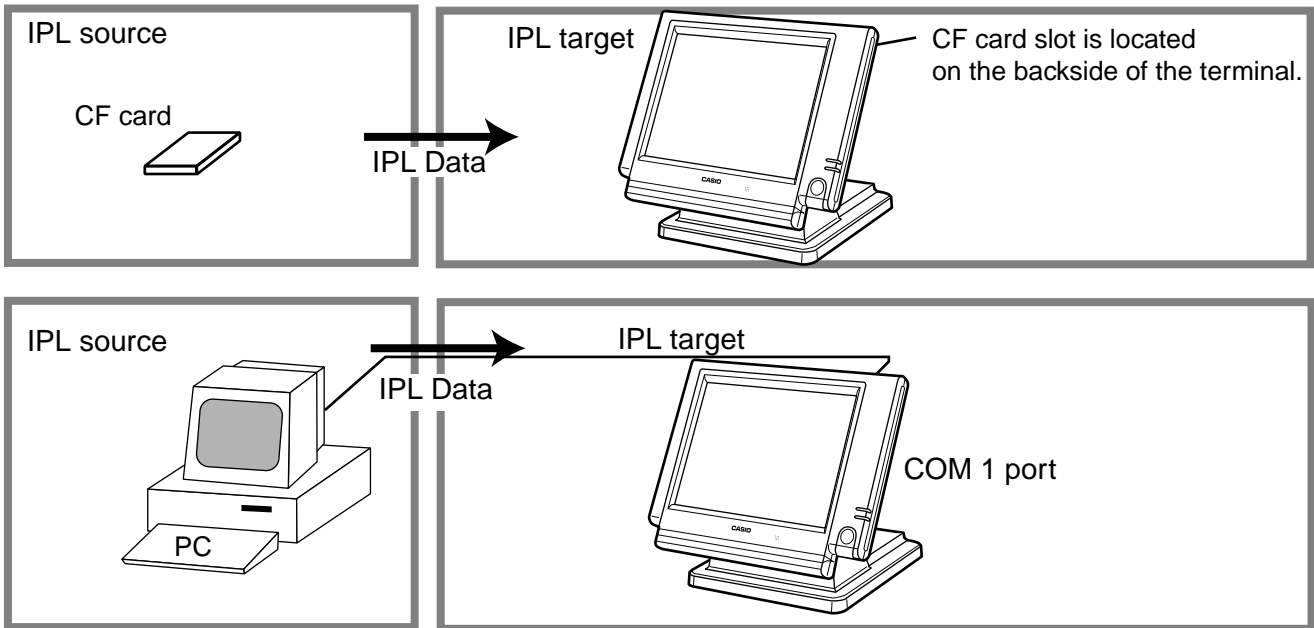 IPL source
CF card
IPL Data
IPL target
CF card slot is located
on the backside of the terminal.
CASIO
IPL source
PC
IPL Data
IPL target
COM 1 port
CASIO